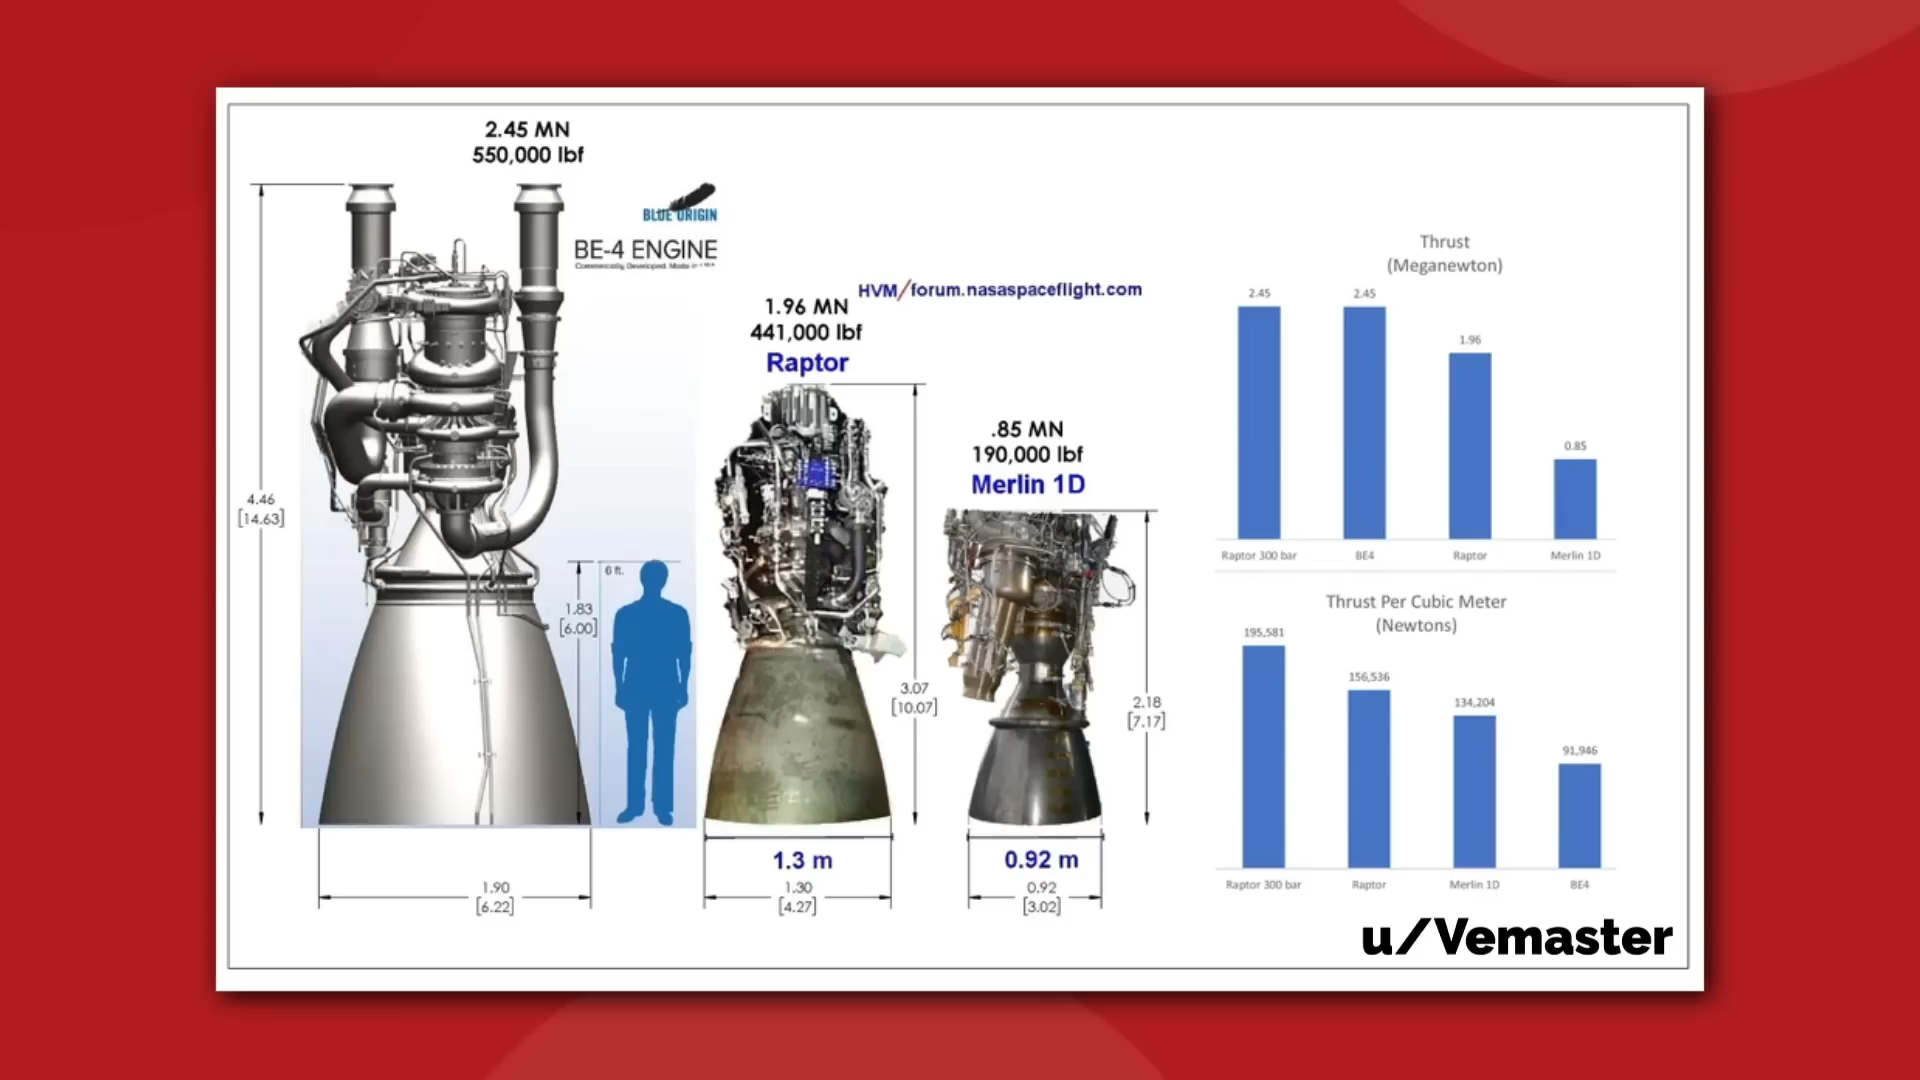 2.45 MN
550,000 lbf
BLUE ORIGIN
BE-4 ENGINE
Commercially Developed.
4.46
[14.63]
6 ft.
1.83
[6.00]
1.90
[6.22]
HVM/forum.nasaspaceflight.com
1.96 MN
441,000 lbf
Raptor
3.07
[10.07]
1.3 m
1.30
[4.27]
.85 MN
190,000 lbf
Merlin 1D
2.18
[7.17]
0.92 m
0.92
[3.02]
Thrust
(Meganewton)
2.45 2.45 1.96 0.85
Raptor 300 bar BE4 Raptor Merlin 1D
Thrust Per Cubic Meter
(Newtons)
195,581 156,536 134,204 91,946
Raptor 300 bar Raptor Merlin 1D BE4
u/Vemaster